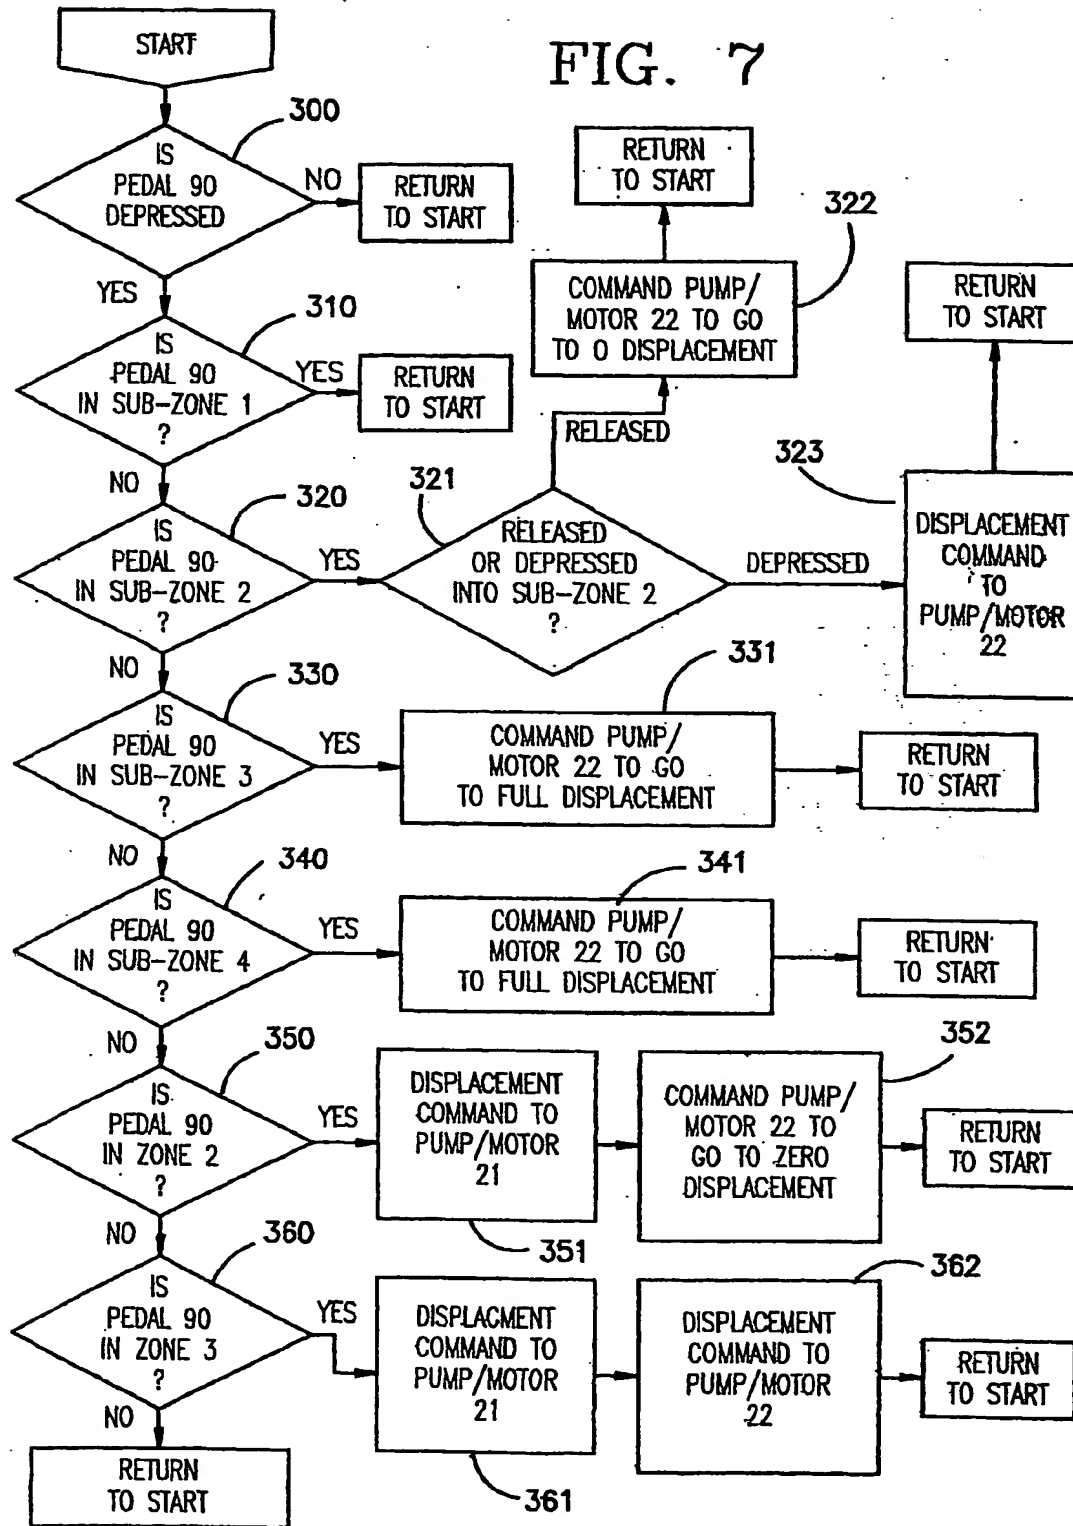 FIG. 7
START
300
IS
PEDAL 90
DEPRESSED
NO
RETURN
TO START
YES
310
IS
PEDAL 90
IN SUB-ZONE 1
?
YES
RETURN
TO START
NO
320
IS
PEDAL 90
IN SUB-ZONE 2
?
YES
321
RELEASED
OR DEPRESSED
INTO SUB-ZONE 2
?
RELEASED
322
COMMAND PUMP/
MOTOR 22 TO GO
TO 0 DISPLACEMENT
RETURN
TO START
DEPRESSED
323
DISPLACEMENT
COMMAND
TO
PUMP/MOTOR
22
RETURN
TO START
NO
330
IS
PEDAL 90
IN SUB-ZONE 3
?
YES
331
COMMAND PUMP/
MOTOR 22 TO GO
TO FULL DISPLACEMENT
RETURN
TO START
NO
340
IS
PEDAL 90
IN SUB-ZONE 4
?
YES
341
COMMAND PUMP/
MOTOR 22 TO GO
TO FULL DISPLACEMENT
RETURN
TO START
NO
350
IS
PEDAL 90
IN ZONE 2
?
YES
DISPLACEMENT
COMMAND TO
PUMP/MOTOR
21
351
352
COMMAND PUMP/
MOTOR 22 TO
GO TO ZERO
DISPLACEMENT
RETURN
TO START
NO
360
IS
PEDAL 90
IN ZONE 3
?
YES
DISPLACMENT
COMMAND TO
PUMP/MOTOR
21
361
362
DISPLACEMENT
COMMAND TO
PUMP/MOTOR
22
RETURN
TO START
NO
RETURN
TO START